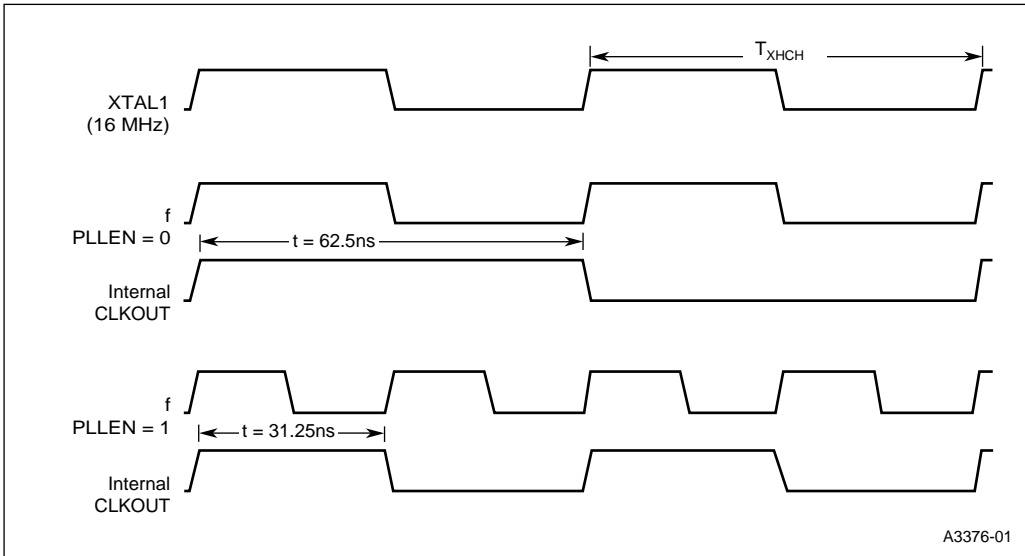 T_XHCH
XTAL1
(16 MHz)
f
PLLEN = 0
t = 62.5ns
Internal
CLKOUT
f
PLLEN = 1
t = 31.25ns
Internal
CLKOUT
A3376-01